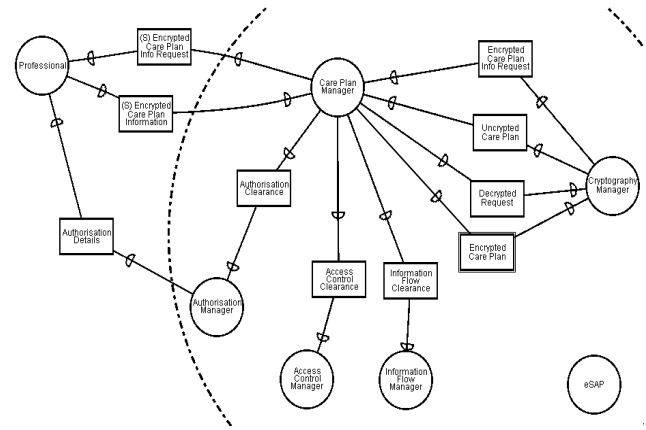 (S) Encrypted
Care Plan
Info Request
Professional
(S) Encrypted
Care Plan
Information
Care Plan
Manager
Encrypted
Care Plan
Info Request
Uncrypted
Care Plan
Authorisation
Clearance
Decrypted
Request
Cryptography
Manager
Authorisation
Details
Encrypted
Care Plan
Access
Control
Clearance
Information
Flow
Clearance
Authorisation
Manager
Access
Control
Manager
Information
Flow
Manager
eSAP